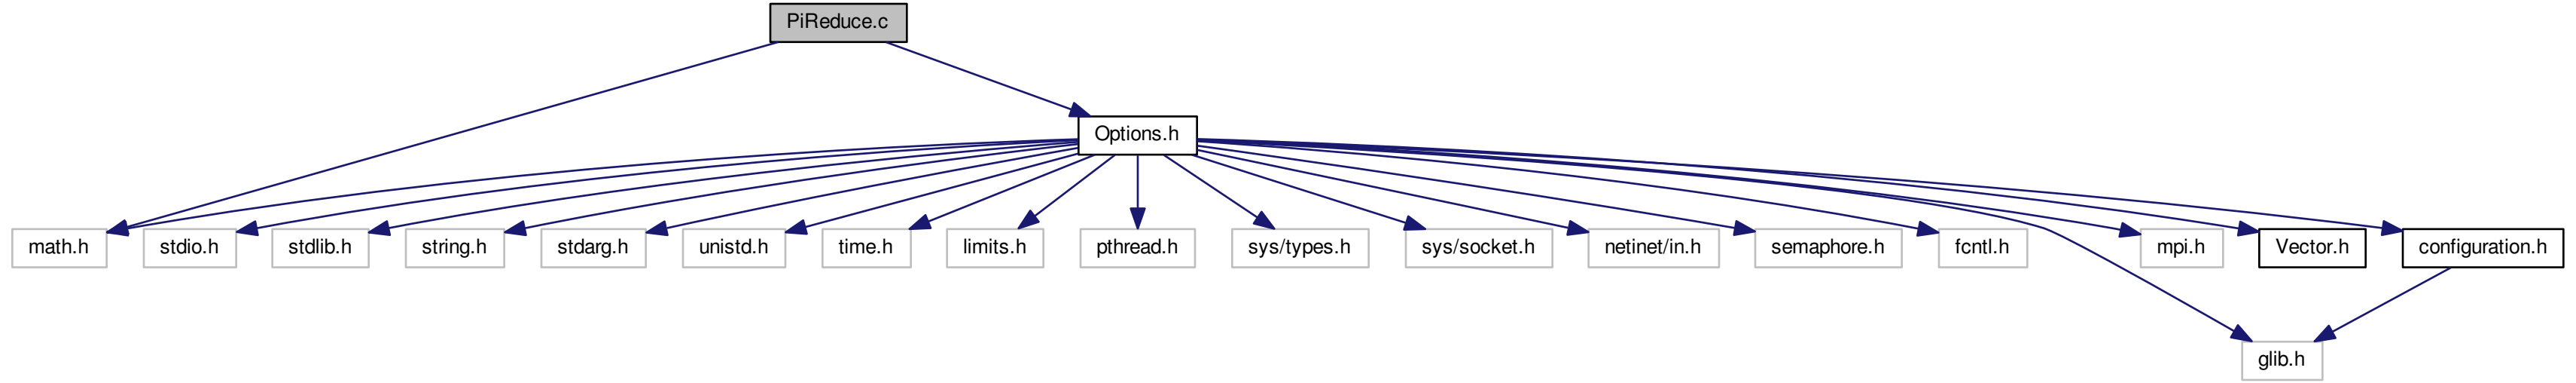 PiReduce.c
Options.h
math.h
stdio.h
stdlib.h
string.h
stdarg.h
unistd.h
time.h
limits.h
pthread.h
sys/types.h
sys/socket.h
netinet/in.h
semaphore.h
fcntl.h
mpi.h
Vector.h
configuration.h
glib.h